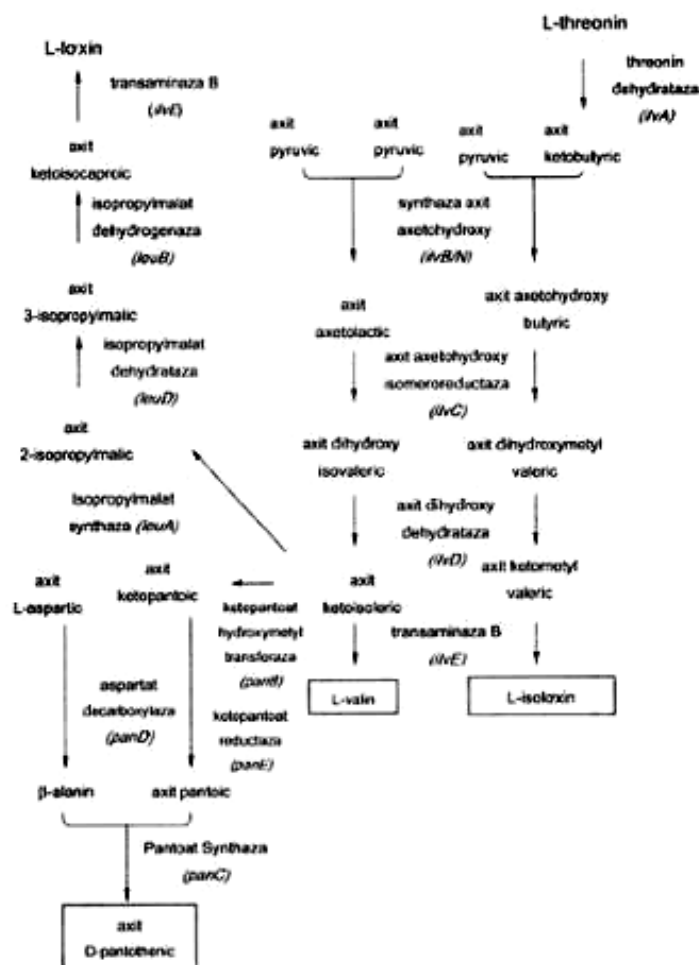 L-threonin
L-lơxin
threonin
dehydrataza
(ilvA)
transaminaza B
(ilvE)
axit
pyruvic
axit
pyruvic
axit
pyruvic
axit
ketobutyric
axit
ketoisocaproic
isopropylmalat
dehydrogenaza
(leuB)
synthaza axit
axetohydroxy
(ilvB/N)
axit
3-isopropylmalic
axit
axetolactic
axit axetohydroxy
butyric
isopropylmalat
dehydrataza
(leuD)
axit axetohydroxy
isomeroreductaza
(ilvC)
axit
2-isopropylmalic
axit dihydroxy
isovaleric
axit dihydroxymetyl
valeric
Isopropylmalat
synthaza (leuA)
axit dihydroxy
dehydrataza
(ilvD)
axit
L-aspartic
axit
ketopantoic
axit
axit ketometyl
valeric
ketopantoat
hydroxymetyl
transferaza
(panB)
transaminaza B
(ilvE)
L-valin
L-isoloxin
aspartat
decarboxylaza
(panD)
ketopantoat
reductaza
(panE)
β-alanin
axit pantoic
Pantoat Synthaza
(panC)
axit
D-pantothenic